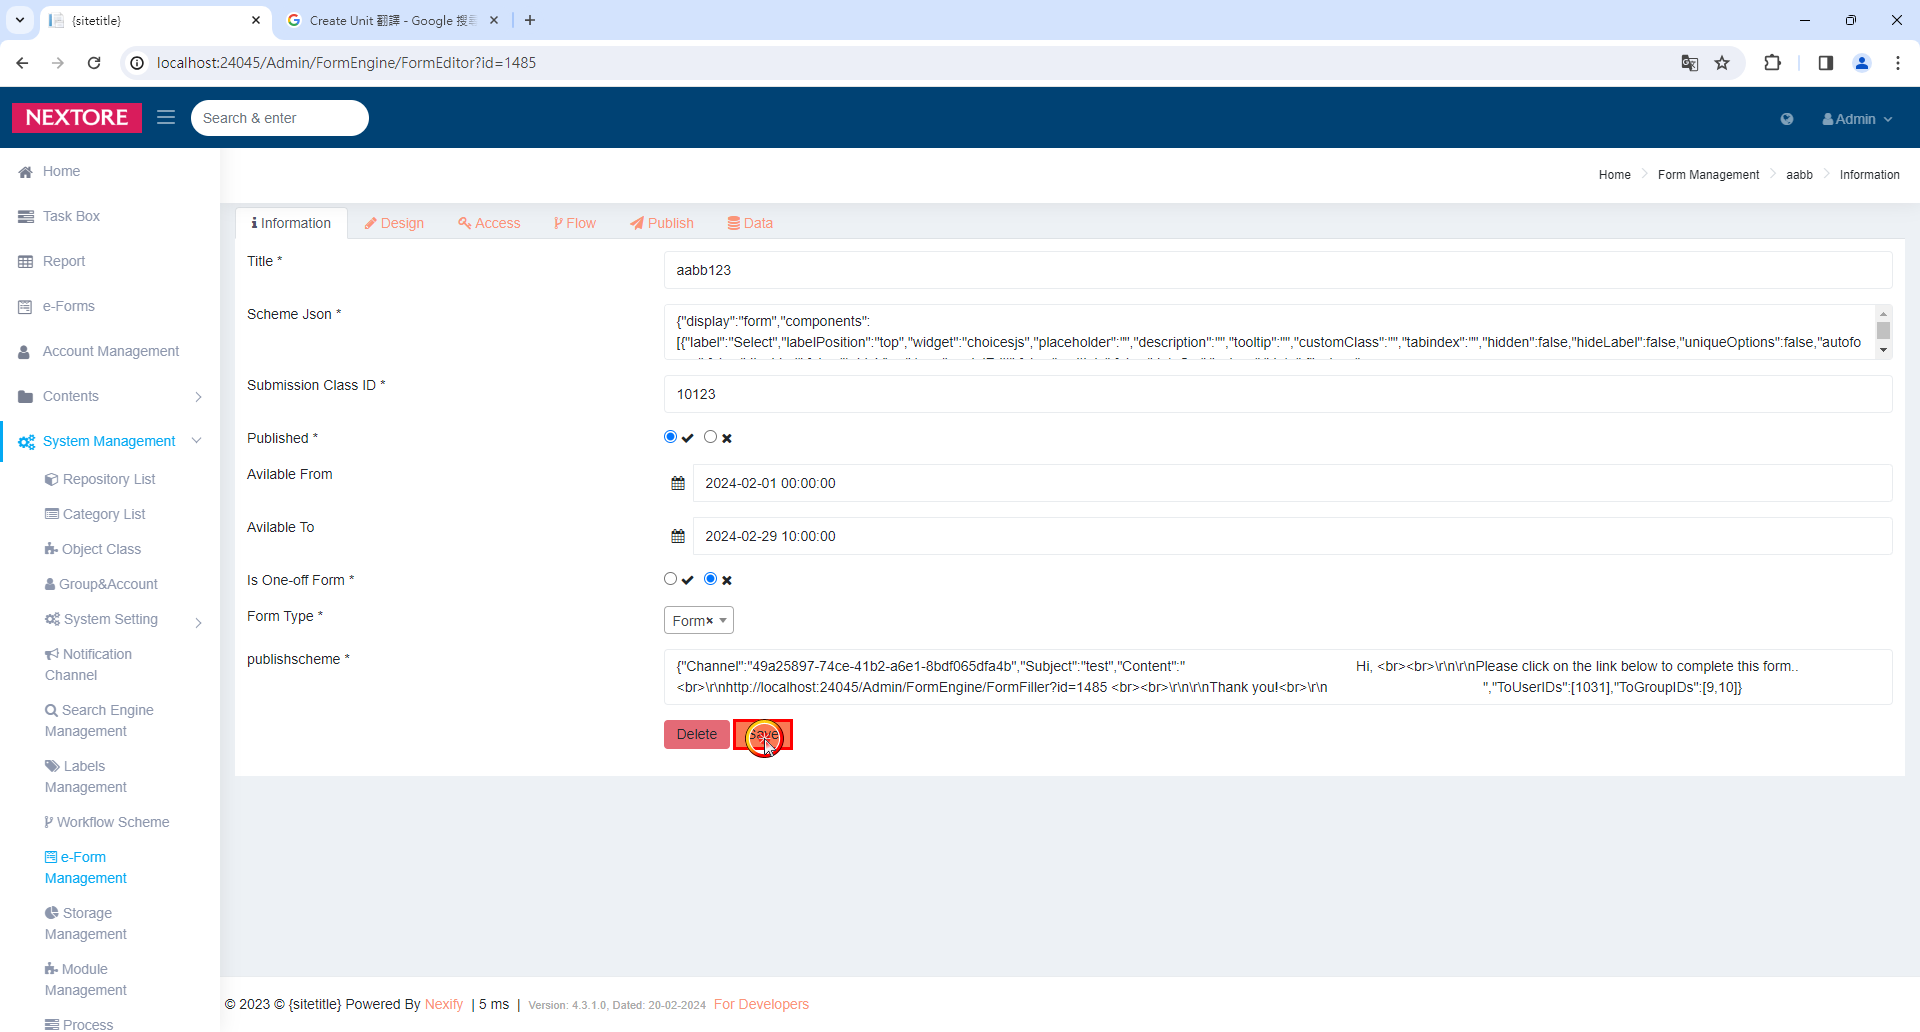 {sitetitle}
Create Unit 翻譯 - Google 搜尋
localhost:24045/Admin/FormEngine/FormEditor?id=1485
NEXTORE
Search & enter
Admin
Home
Task Box
Report
e-Forms
Account Management
Contents
System Management
Repository List
Category List
Object Class
Group&Account
System Setting
Notification
Channel
Search Engine
Management
Labels
Management
Workflow Scheme
e-Form
Management
Storage
Management
Module
Management
Process
Home
Form Management
aabb
Information
Information
Design
Access
Flow
Publish
Data
Title *
aabb123
Scheme Json *
{"display":"form","components":
[{"label":"Select","labelPosition":"top","widget":"choicesjs","placeholder":"","description":"","tooltip":"","customClass":"","tabindex":"","hidden":false,"hideLabel":false,"uniqueOptions":false,"autofo
Submission Class ID *
10123
Published *
Avilable From
2024-02-01 00:00:00
Avilable To
2024-02-29 10:00:00
Is One-off Form *
Form Type *
Form×
publishscheme *
{"Channel":"49a25897-74ce-41b2-a6e1-8bdf065dfa4b","Subject":"test","Content":" Hi, <br><br>\r\n\r\nPlease click on the link below to complete this form..
<br>\r\nhttp://localhost:24045/Admin/FormEngine/FormFiller?id=1485 <br><br>\r\n\r\nThank you!<br>\r\n ","ToUserIDs":[1031],"ToGroupIDs":[9,10]}
Delete
Save
© 2023 © {sitetitle} Powered By Nexify | 5 ms | Version: 4.3.1.0, Dated: 20-02-2024 For Developers